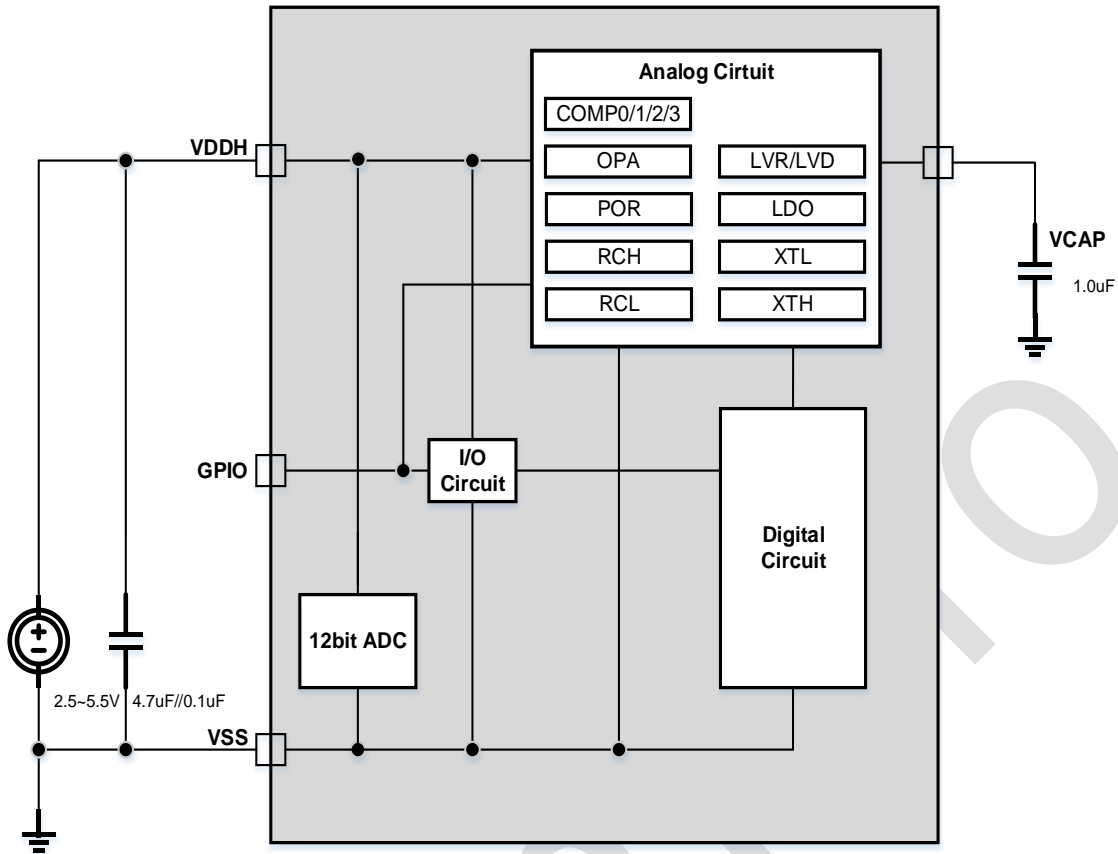 Analog Cirtuit
COMP0/1/2/3
VDDH
OPA
LVR/LVD
POR
LDO
VCAP
RCH
XTL
1.0uF
RCL
XTH
GPIO
I/O
Circuit
Digital
Circuit
12bit ADC
+
-
2.5~5.5V
4.7uF//0.1uF
VSS